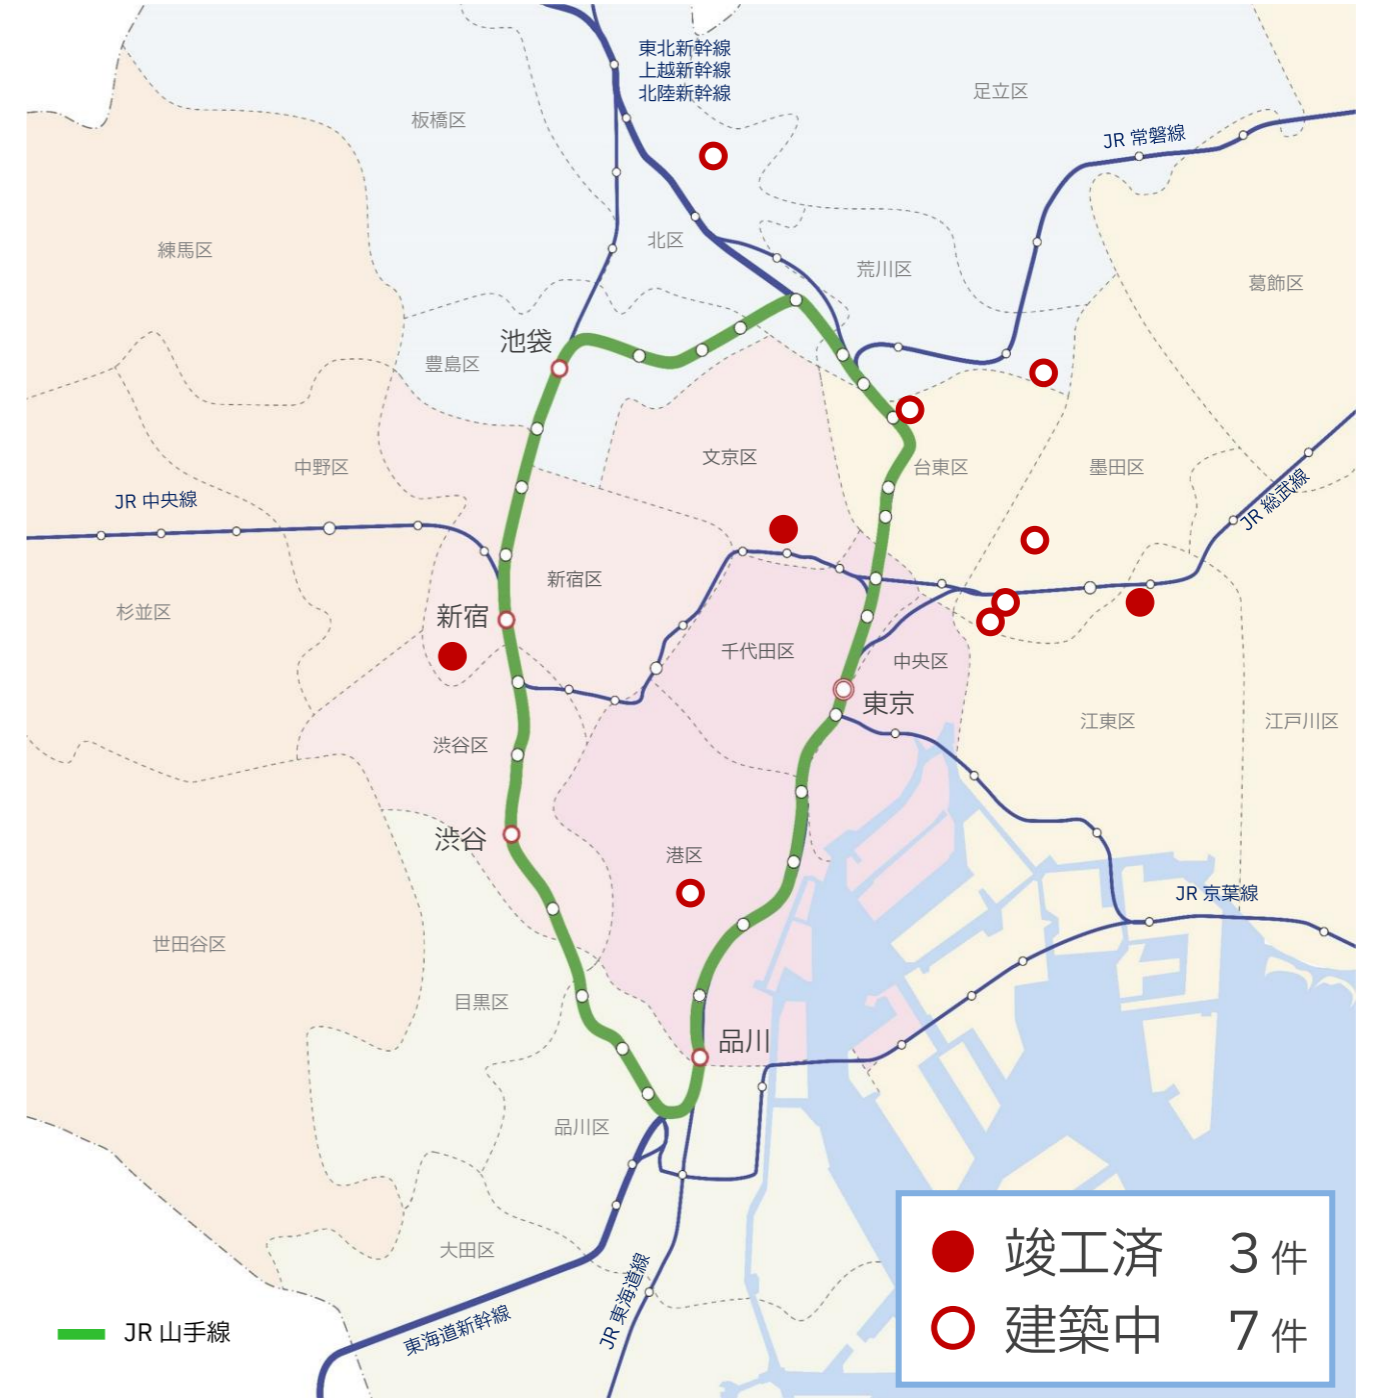 東北新幹線
上越新幹線
北陸新幹線
足立区
板橋区
JR 常磐線
北区
練馬区
荒川区
葛飾区
池袋
豊島区
文京区
台東区
墨田区
中野区
JR 中央線
JR 総武線
新宿区
杉並区
新宿
千代田区
中央区
東京
江東区
江戸川区
渋谷区
渋谷
港区
JR 京葉線
世田谷区
目黒区
品川
品川区
大田区
JR 東海道線
東海道新幹線
JR 山手線
竣工済 3 件
建築中 7 件